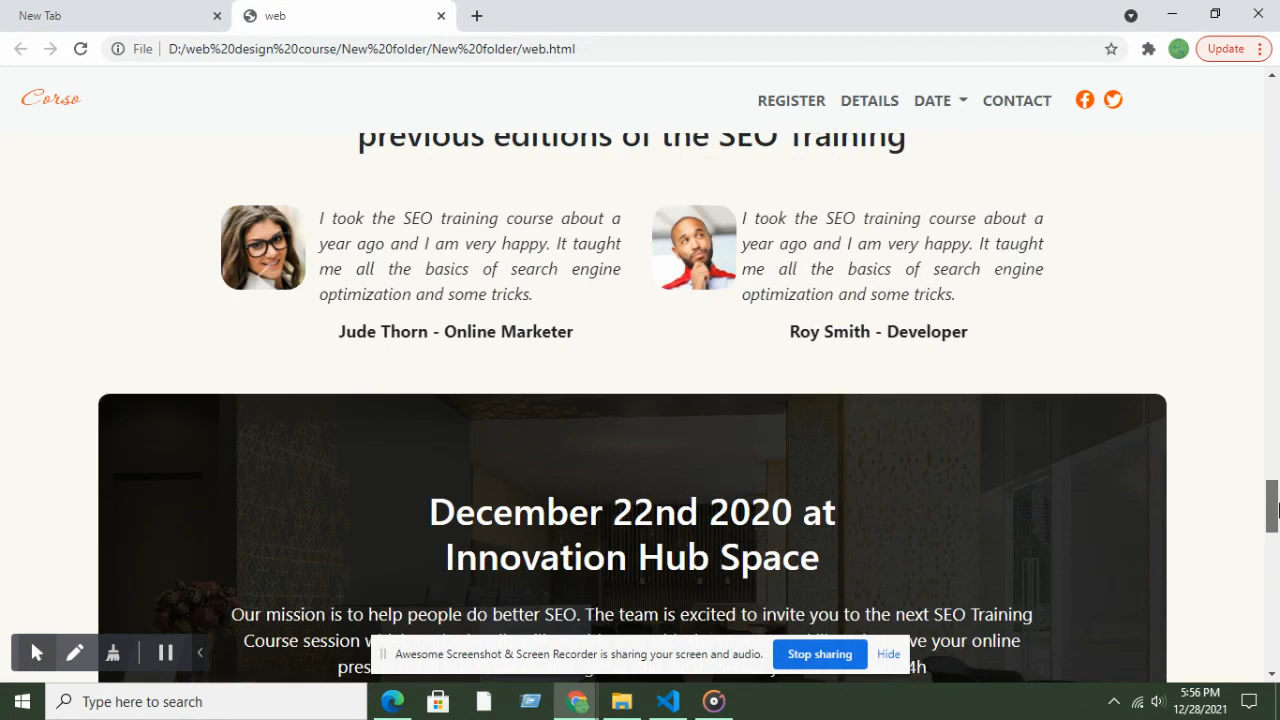 New Tab
web
File
D:/web%20design%20course/New%20folder/New%20folder/web.html
Update
Corso
REGISTER DETAILS DATE CONTACT
previous editions of the SEO Training
I took the SEO training course about a
year ago and I am very happy. It taught
me all the basics of search engine
optimization and some tricks.
Jude Thorn - Online Marketer
I took the SEO training course about a
year ago and I am very happy. It taught
me all the basics of search engine
optimization and some tricks.
Roy Smith - Developer
December 22nd 2020 at
Innovation Hub Space
Our mission is to help people do better SEO. The team is excited to invite you to the next SEO Training
Course session ve your online
pres 4h
Awesome Screenshot & Screen Recorder is sharing your screen and audio.
Stop sharing
Hide
Type here to search
5:56 PM
12/28/2021